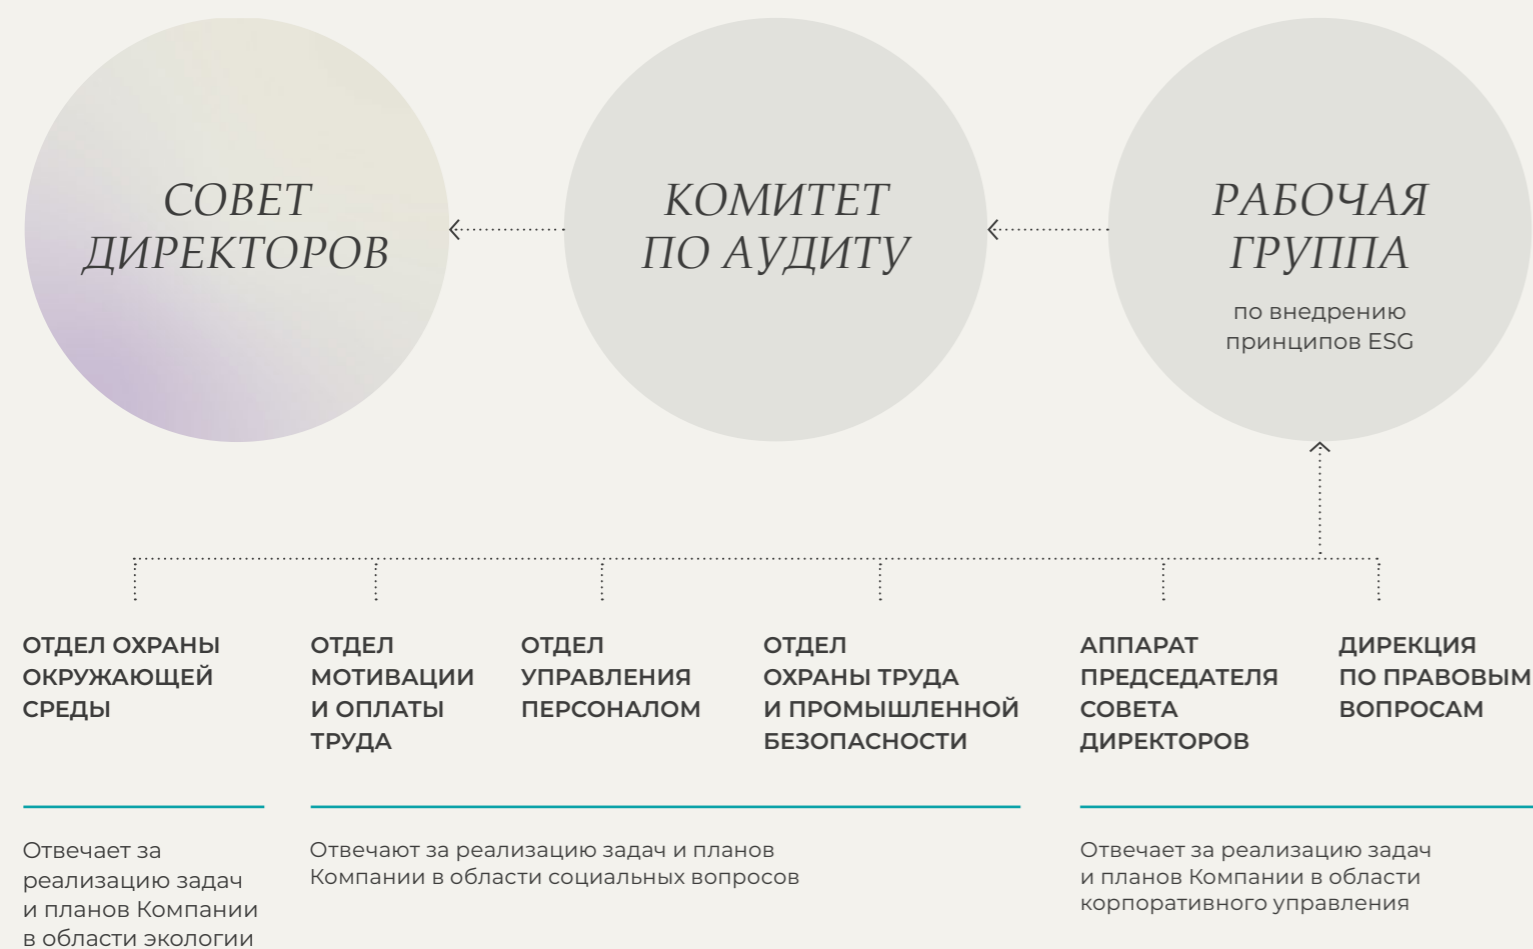 СОВЕТ
ДИРЕКТОРОВ
КОМИТЕТ
ПО АУДИТУ
РАБОЧАЯ
ГРУППА
по внедрению
принципов ESG
ОТДЕЛ ОХРАНЫ
ОКРУЖАЮЩЕЙ
СРЕДЫ
ОТДЕЛ
МОТИВАЦИИ
И ОПЛАТЫ
ТРУДА
ОТДЕЛ
УПРАВЛЕНИЯ
ПЕРСОНАЛОМ
ОТДЕЛ
ОХРАНЫ ТРУДА
И ПРОМЫШЛЕННОЙ
БЕЗОПАСНОСТИ
АППАРАТ
ПРЕДСЕДАТЕЛЯ
СОВЕТА
ДИРЕКТОРОВ
ДИРЕКЦИЯ
ПО ПРАВОВЫМ
ВОПРОСАМ
Отвечает за
реализацию задач
и планов Компании
в области экологии
Отвечают за реализацию задач и планов
Компании в области социальных вопросов
Отвечает за реализацию задач
и планов Компании в области
корпоративного управления